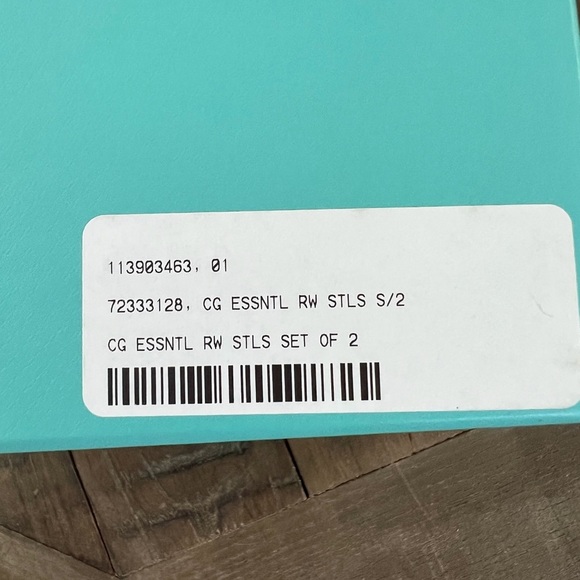 113903463, 01
72333128, CG ESSNTL RW STLS S/2
CG ESSNTL RW STLS SET OF 2